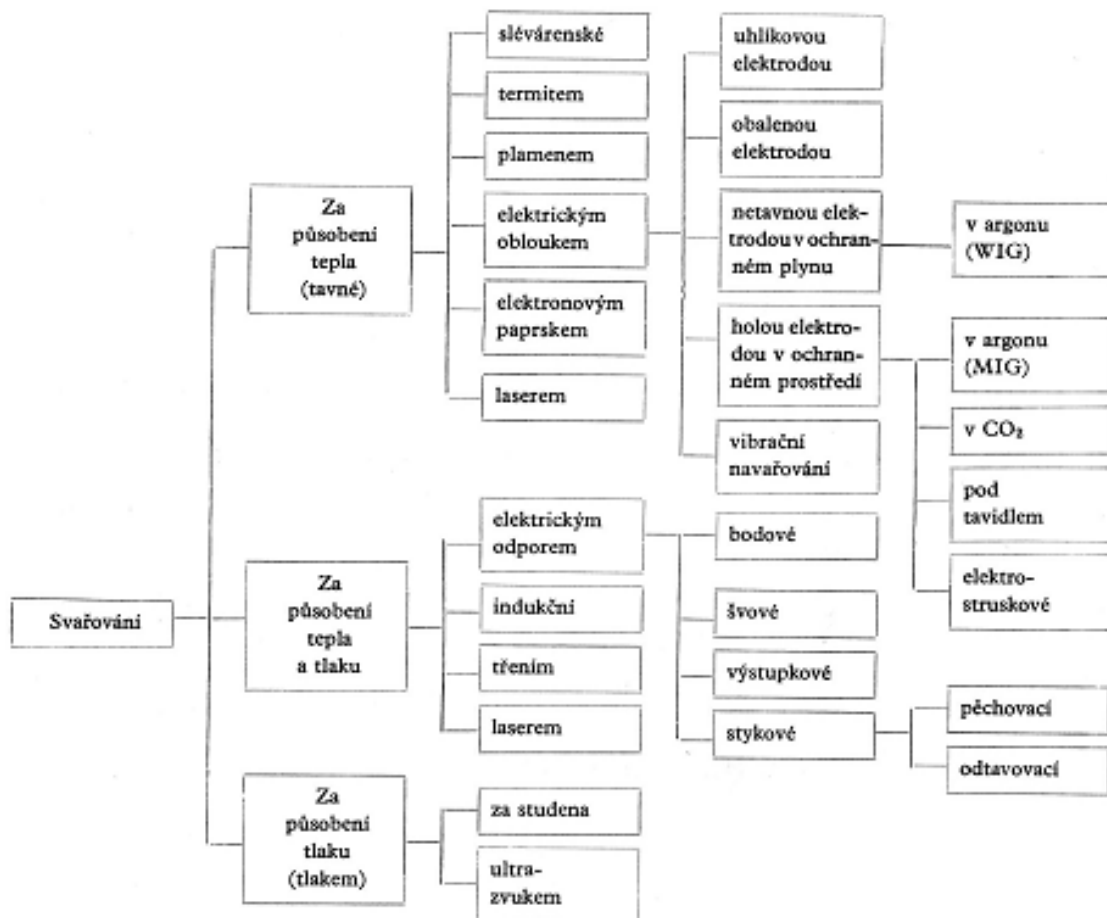 slévárenské
termitem
plamenem
elektrickým
obloukem
elektronovým
paprskem
laserem
uhlíkovou
elektrodou
obalenou
elektrodou
netavnou elek-
trodou v ochran-
ném plynu
holou elektro-
dou v ochran-
ném prostředí
vibrační
navařování
v argonu
(WIG)
v argonu
(MIG)
v CO₂
pod
tavidlem
elektro-
struskové
Za
působení
tepla
(tavné)
Svařování
Za
působení
tepla
a tlaku
elektrickým
odporem
indukční
třením
laserem
bodové
švové
výstupkové
stykové
pěchovací
odtavovací
Za
působení
tlaku
(tlakem)
za studena
ultra-
zvukem